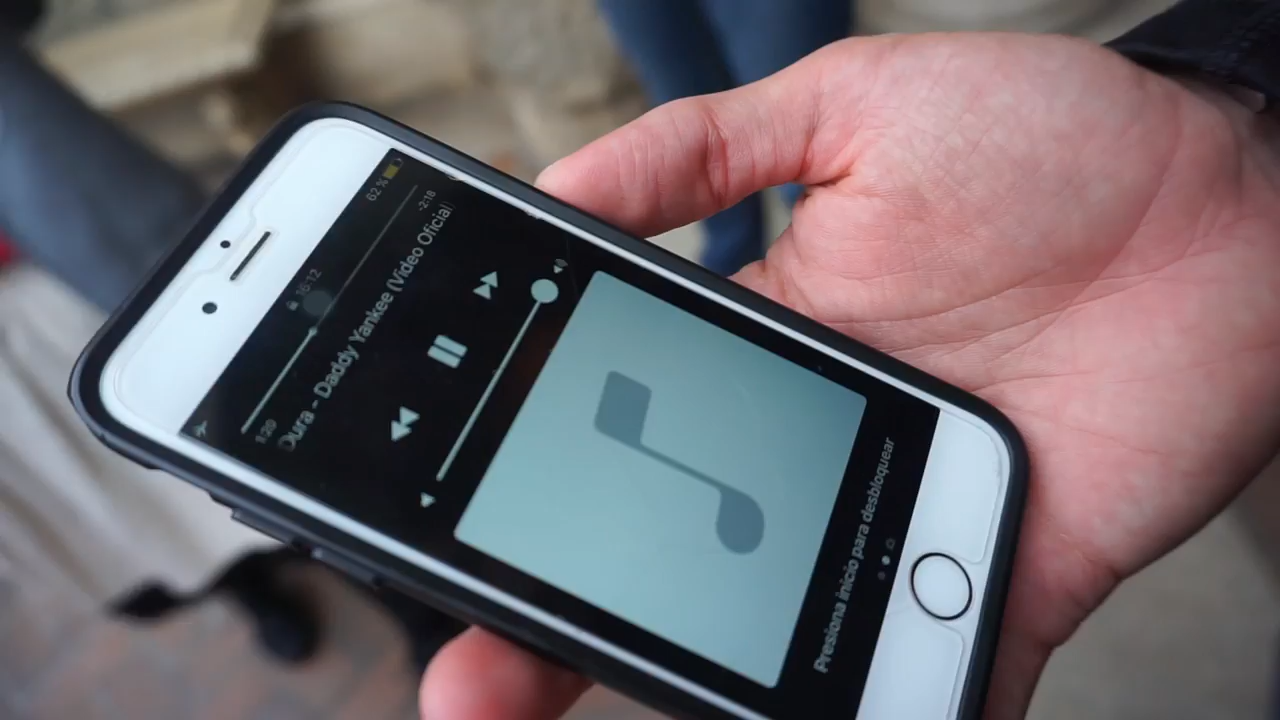 16:12
62 %
1:20
-2:18
Dura - Daddy Yankee (Video Oficial)
Presiona inicio para desbloquear